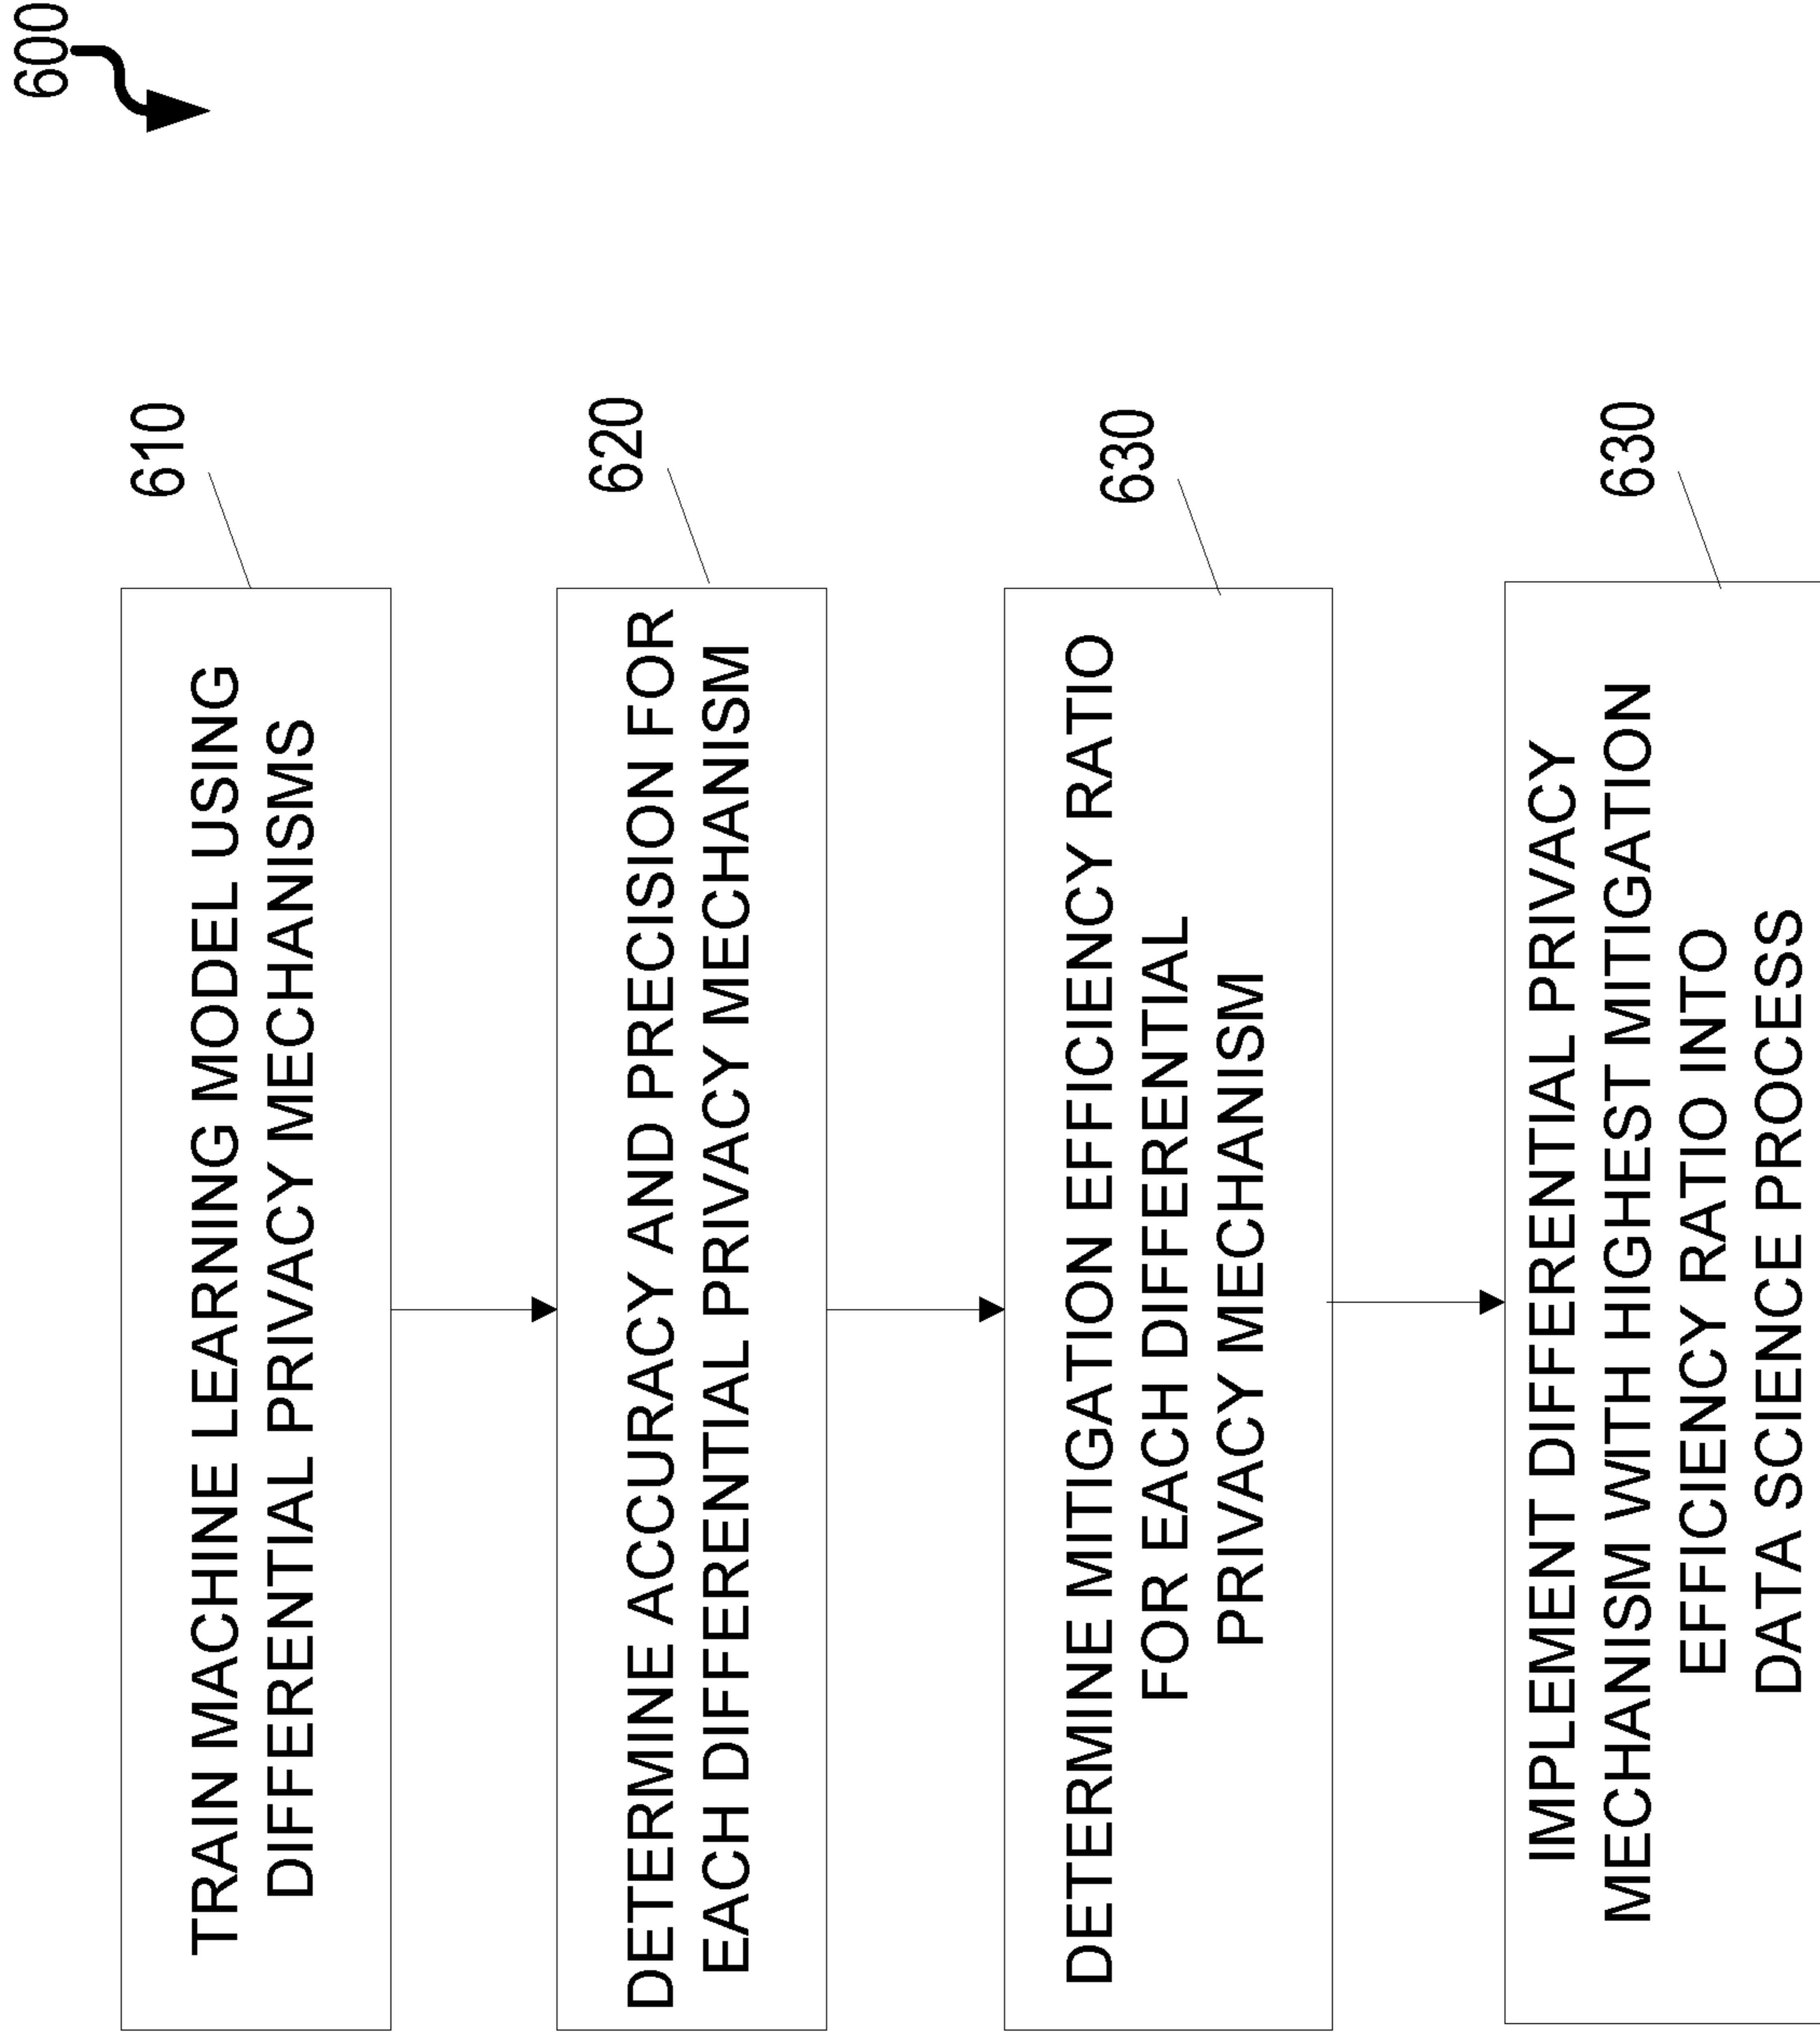 600
610
TRAIN MACHINE LEARNING MODEL USING
DIFFERENTIAL PRIVACY MECHANISMS
620
DETERMINE ACCURACY AND PRECISION FOR
EACH DIFFERENTIAL PRIVACY MECHANISM
630
DETERMINE MITIGATION EFFICIENCY RATIO
FOR EACH DIFFERENTIAL
PRIVACY MECHANISM
630
IMPLEMENT DIFFERENTIAL PRIVACY
MECHANISM WITH HIGHEST MITIGATION
EFFICIENCY RATIO INTO
DATA SCIENCE PROCESS